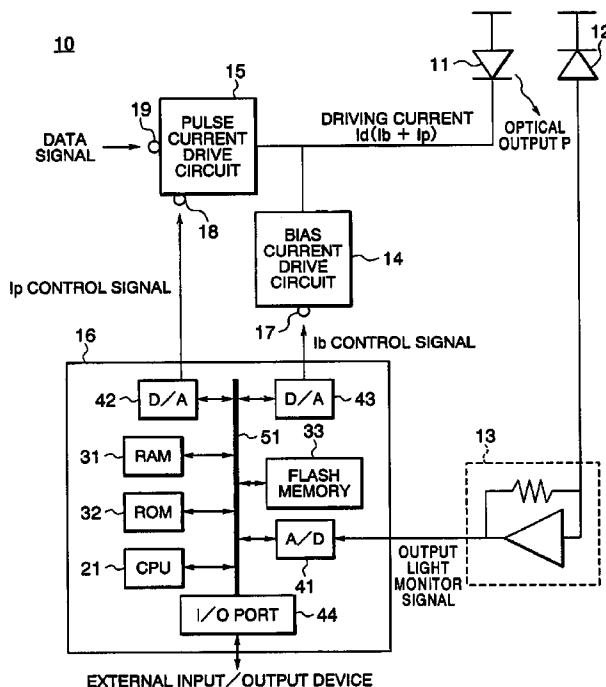 10
15
11
12
19
PULSE
CURRENT
DRIVE
CIRCUIT
DATA
SIGNAL
DRIVING CURRENT
Id(Ib + Ip)
OPTICAL
OUTPUT P
18
BIAS
CURRENT
DRIVE
CIRCUIT
14
Ip CONTROL SIGNAL
17
16
Ib CONTROL SIGNAL
42
D/A
D/A
43
51
33
13
31
RAM
FLASH
MEMORY
32
ROM
A/D
21
CPU
41
OUTPUT
LIGHT
MONITOR
SIGNAL
I/O PORT
44
EXTERNAL INPUT/OUTPUT DEVICE